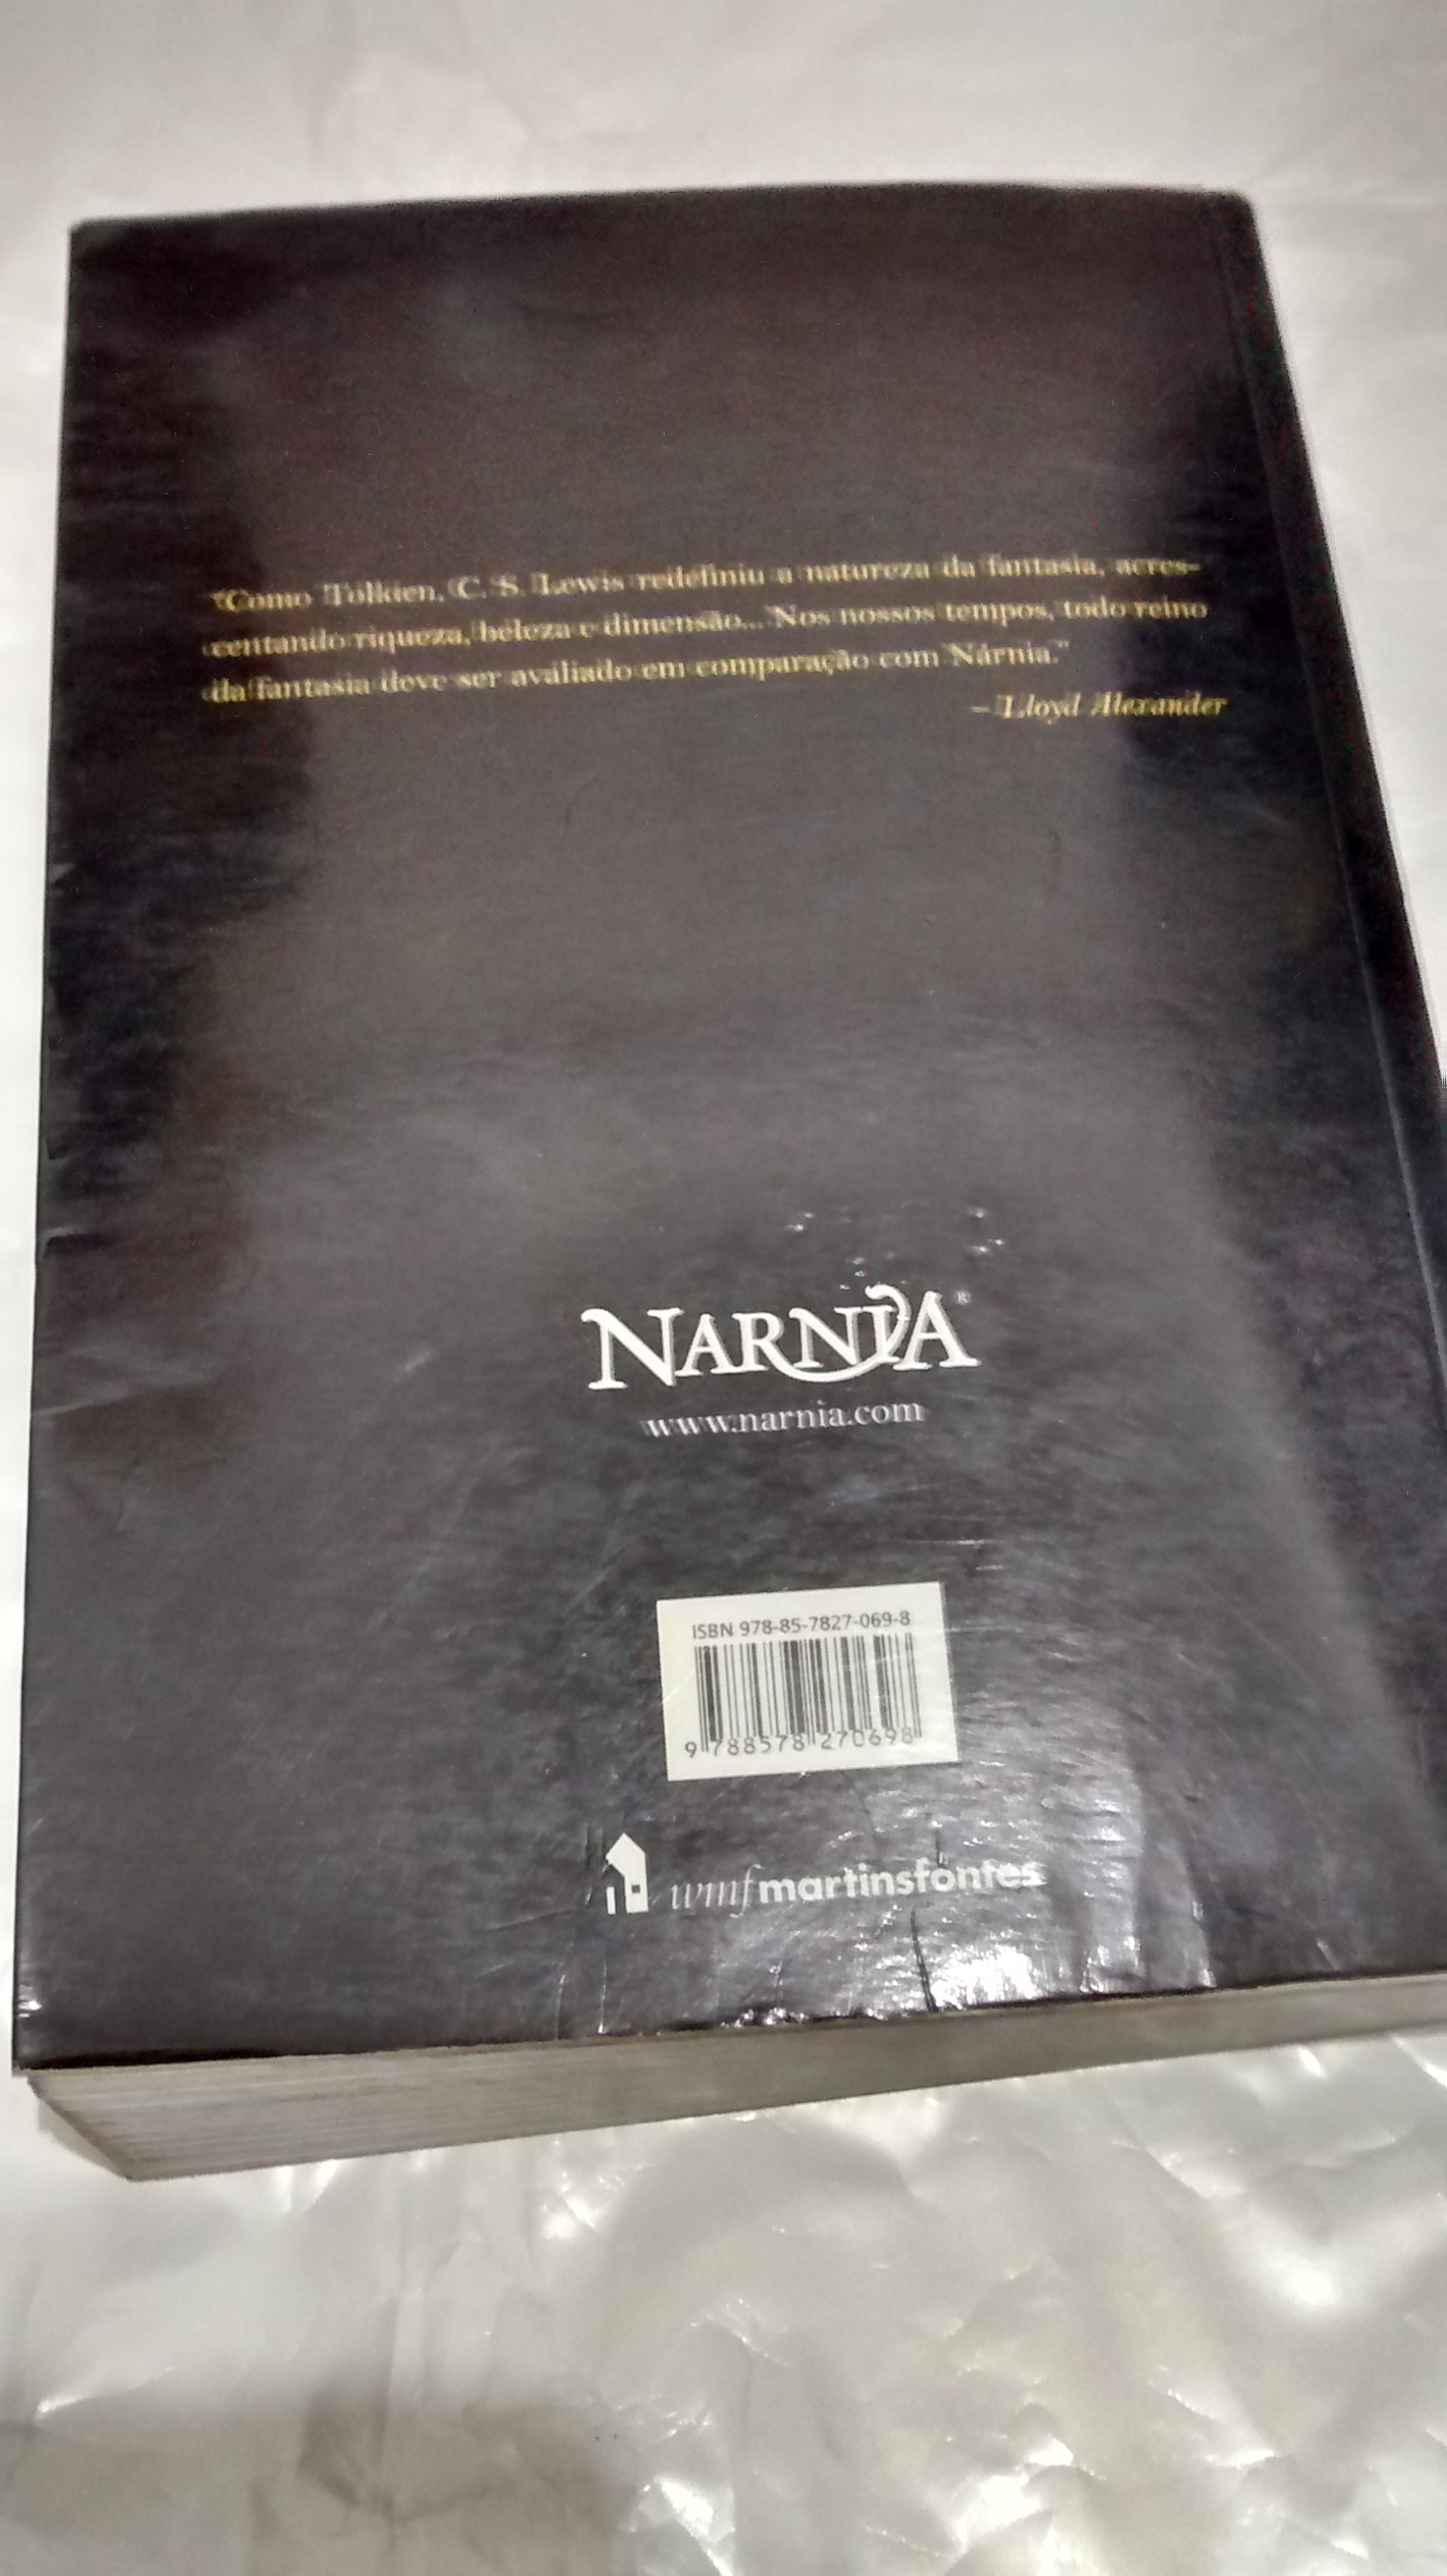 "Como Tolkien, C. S. Lewis redefiniu a natureza da fantasia, acres-
centando riqueza, beleza e dimensão... Nos nossos tempos, todo reino
da fantasia deve ser avaliado em comparação com Nárnia."
– Lloyd Alexander
NARNIA®
www.narnia.com
ISBN 978-85-7827-069-8
9 788578 270698
wmfmartinsfontes